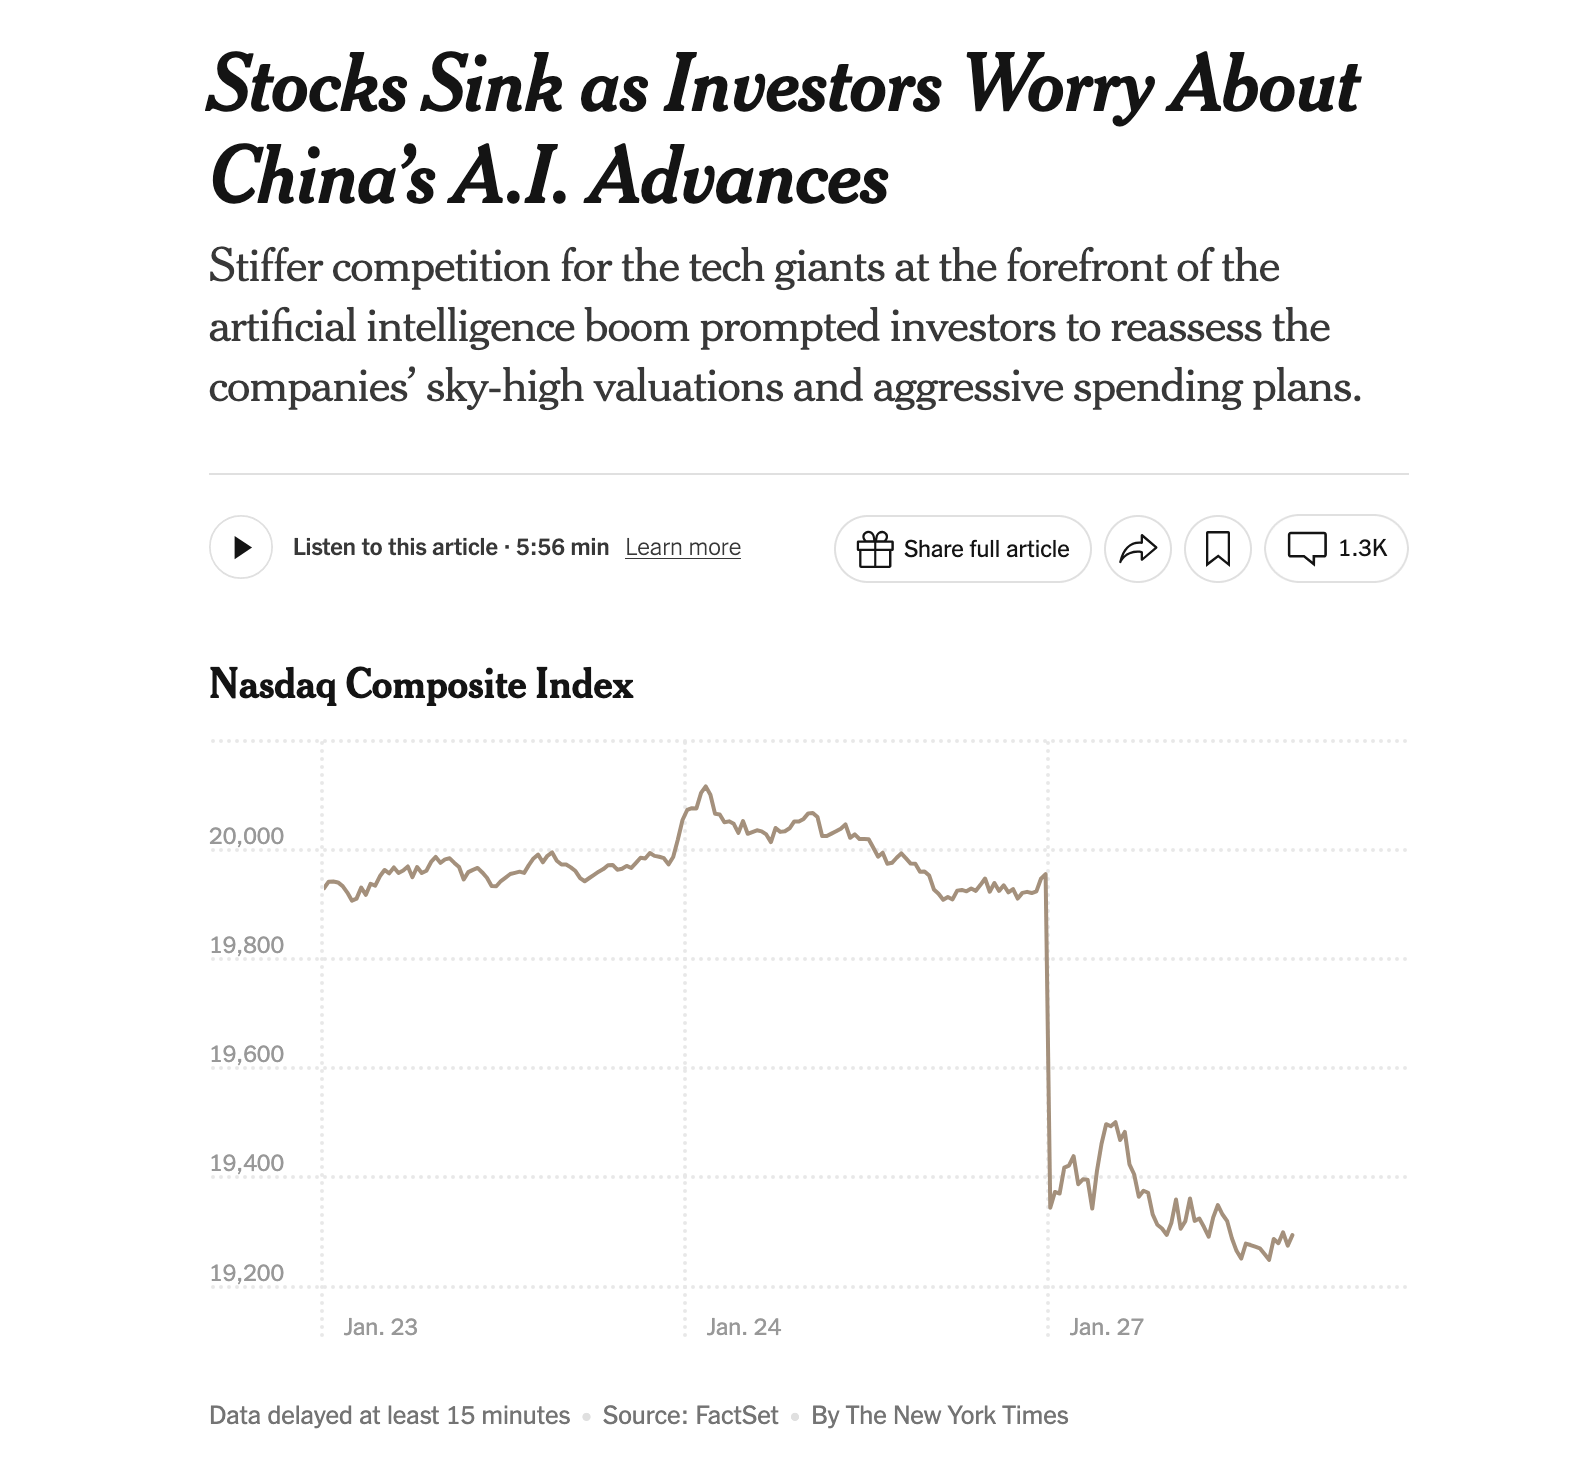 Stocks Sink as Investors Worry About
China’s A.I. Advances
Stiffer competition for the tech giants at the forefront of the
artificial intelligence boom prompted investors to reassess the
companies’ sky-high valuations and aggressive spending plans.
Listen to this article · 5:56 min Learn more
Share full article
1.3K
Nasdaq Composite Index
20,000
19,800
19,600
19,400
19,200
Jan. 23
Jan. 24
Jan. 27
Data delayed at least 15 minutes • Source: FactSet • By The New York Times